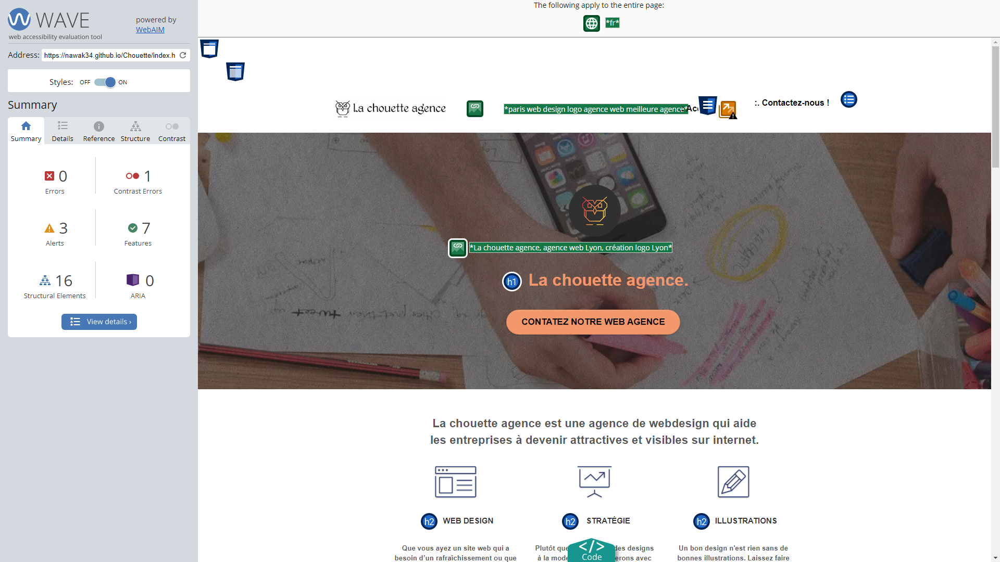 WAVE
powered by
WebAIM
web accessibility evaluation tool
Address: https://nawak34.github.io/Chouette/index.h
Styles: OFF ON
Summary
Summary Details Reference Structure Contrast
0
Errors
1
Contrast Errors
3
Alerts
7
Features
16
Structural Elements
0
ARIA
View details ›
The following apply to the entire page:
*fr*
La chouette agence
*paris web design logo agence web meilleure agence*
:. Contactez-nous !
*La chouette agence, agence web Lyon, création logo Lyon*
h1 La chouette agence.
CONTATEZ NOTRE WEB AGENCE
La chouette agence est une agence de webdesign qui aide
les entreprises à devenir attractives et visibles sur internet.
h2 WEB DESIGN
h2 STRATÉGIE
h2 ILLUSTRATIONS
Que vous ayez un site web qui a
besoin d'un rafraîchissement ou que
Plutôt que des designs
à la mode erons avec
Un bon design n'est rien sans de
bonnes illustrations. Laissez faire
</>
Code